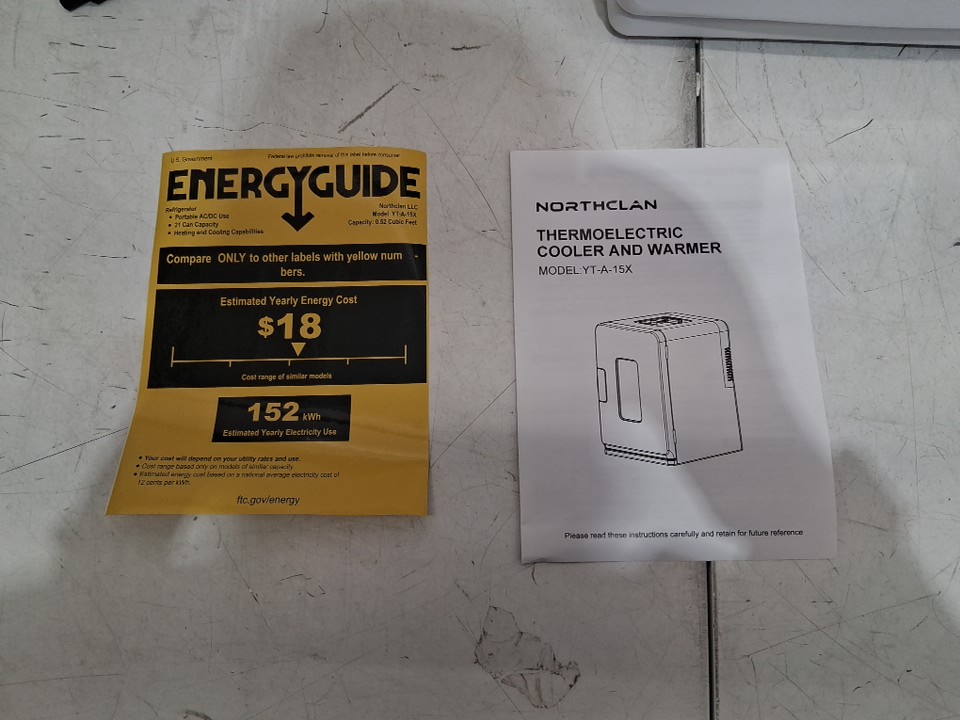 U.S. Government
Federal law prohibits removal of this label before consumer
ENERGYGUIDE
Refrigerator
• Portable AC/DC Use
• 21 Can Capacity
• Heating and Cooling Capabilities
Northclan LLC
Model: YT-A-15X
Capacity: 0.52 Cubic Feet
Compare ONLY to other labels with yellow num -
bers.
Estimated Yearly Energy Cost
$18
Cost range of similar models
152 kWh
Estimated Yearly Electricity Use
• Your cost will depend on your utility rates and use.
• Cost range based only on models of similar capacity
• Estimated energy cost based on a national average electricity cost of
12 cents per kWh.
ftc.gov/energy
NORTHCLAN
THERMOELECTRIC
COOLER AND WARMER
MODEL:YT-A-15X
Please read these instructions carefully and retain for future reference